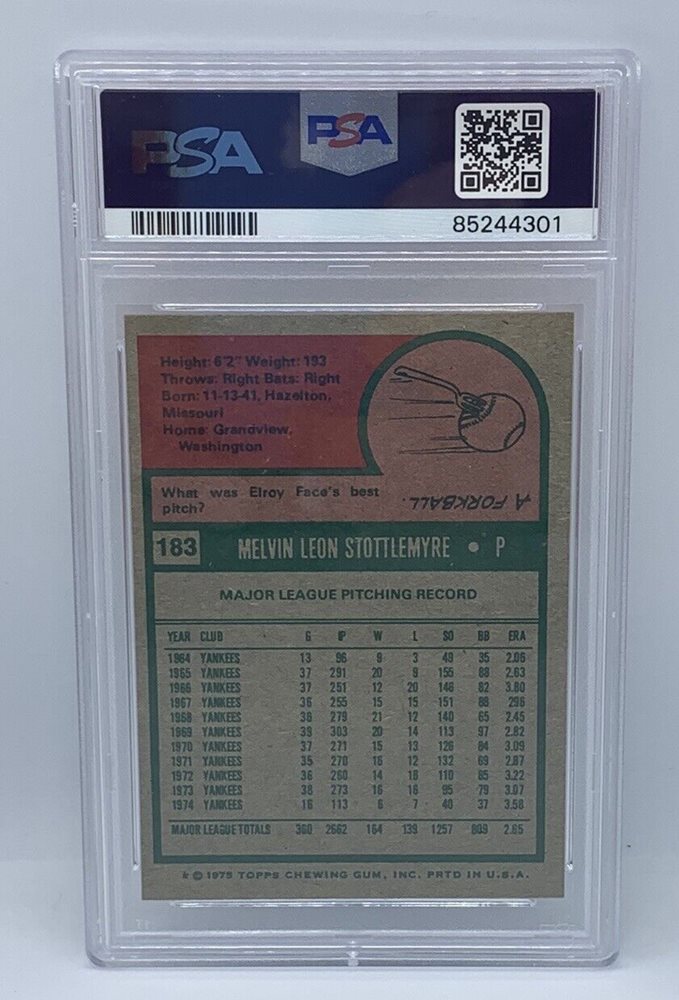 PSA
PSA
85244301
Height: 6'2" Weight: 193
Throws: Right Bats: Right
Born: 11-13-41, Hazelton,
Missouri
Home: Grandview,
Washington
What was Elroy Face's best
pitch?
A FORKBALL.
183 MELVIN LEON STOTTLEMYRE • P
MAJOR LEAGUE PITCHING RECORD
YEAR CLUB G IP W L SO BB ERA
1964 YANKEES 13 96 9 3 49 35 2.06
1965 YANKEES 37 291 20 9 155 88 2.63
1966 YANKEES 37 251 12 20 146 82 3.80
1967 YANKEES 36 255 15 15 151 88 296
1968 YANKEES 36 279 21 12 140 65 2.45
1969 YANKEES 39 303 20 14 113 97 2.82
1970 YANKEES 37 271 15 13 126 84 3.09
1971 YANKEES 35 270 16 12 132 69 2.87
1972 YANKEES 36 260 14 18 110 85 3.22
1973 YANKEES 38 273 16 16 95 79 3.07
1974 YANKEES 16 113 6 7 40 37 3.58
MAJOR LEAGUE TOTALS 360 2662 164 139 1257 809 2.95
© 1975 TOPPS CHEWING GUM, INC. PRTD IN U.S.A.